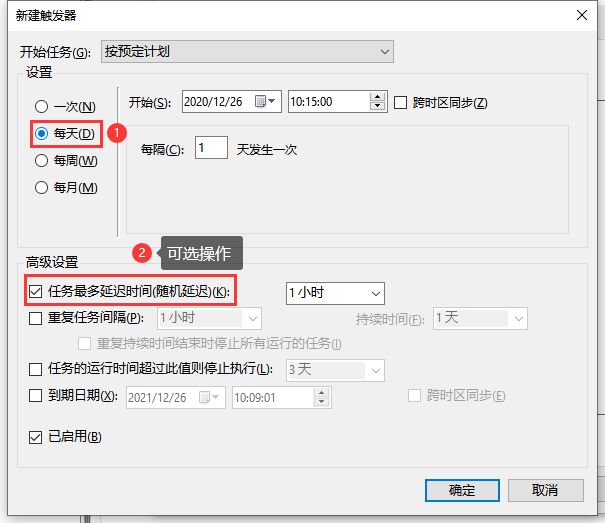 新建触发器
开始任务(G): 按预定计划
设置
一次(N)
每天(D) 1
每周(W)
每月(M)
开始(S): 2020/12/26 10:15:00 跨时区同步(Z)
每隔(C): 1 天发生一次
2 可选操作
高级设置
任务最多延迟时间(随机延迟)(K): 1 小时
重复任务间隔(P): 1 小时 持续时间(F): 1 天
重复持续时间结束时停止所有运行的任务(I)
任务的运行时间超过此值则停止执行(L): 3 天
到期日期(X): 2021/12/26 10:09:01 跨时区同步(E)
已启用(B)
确定 取消